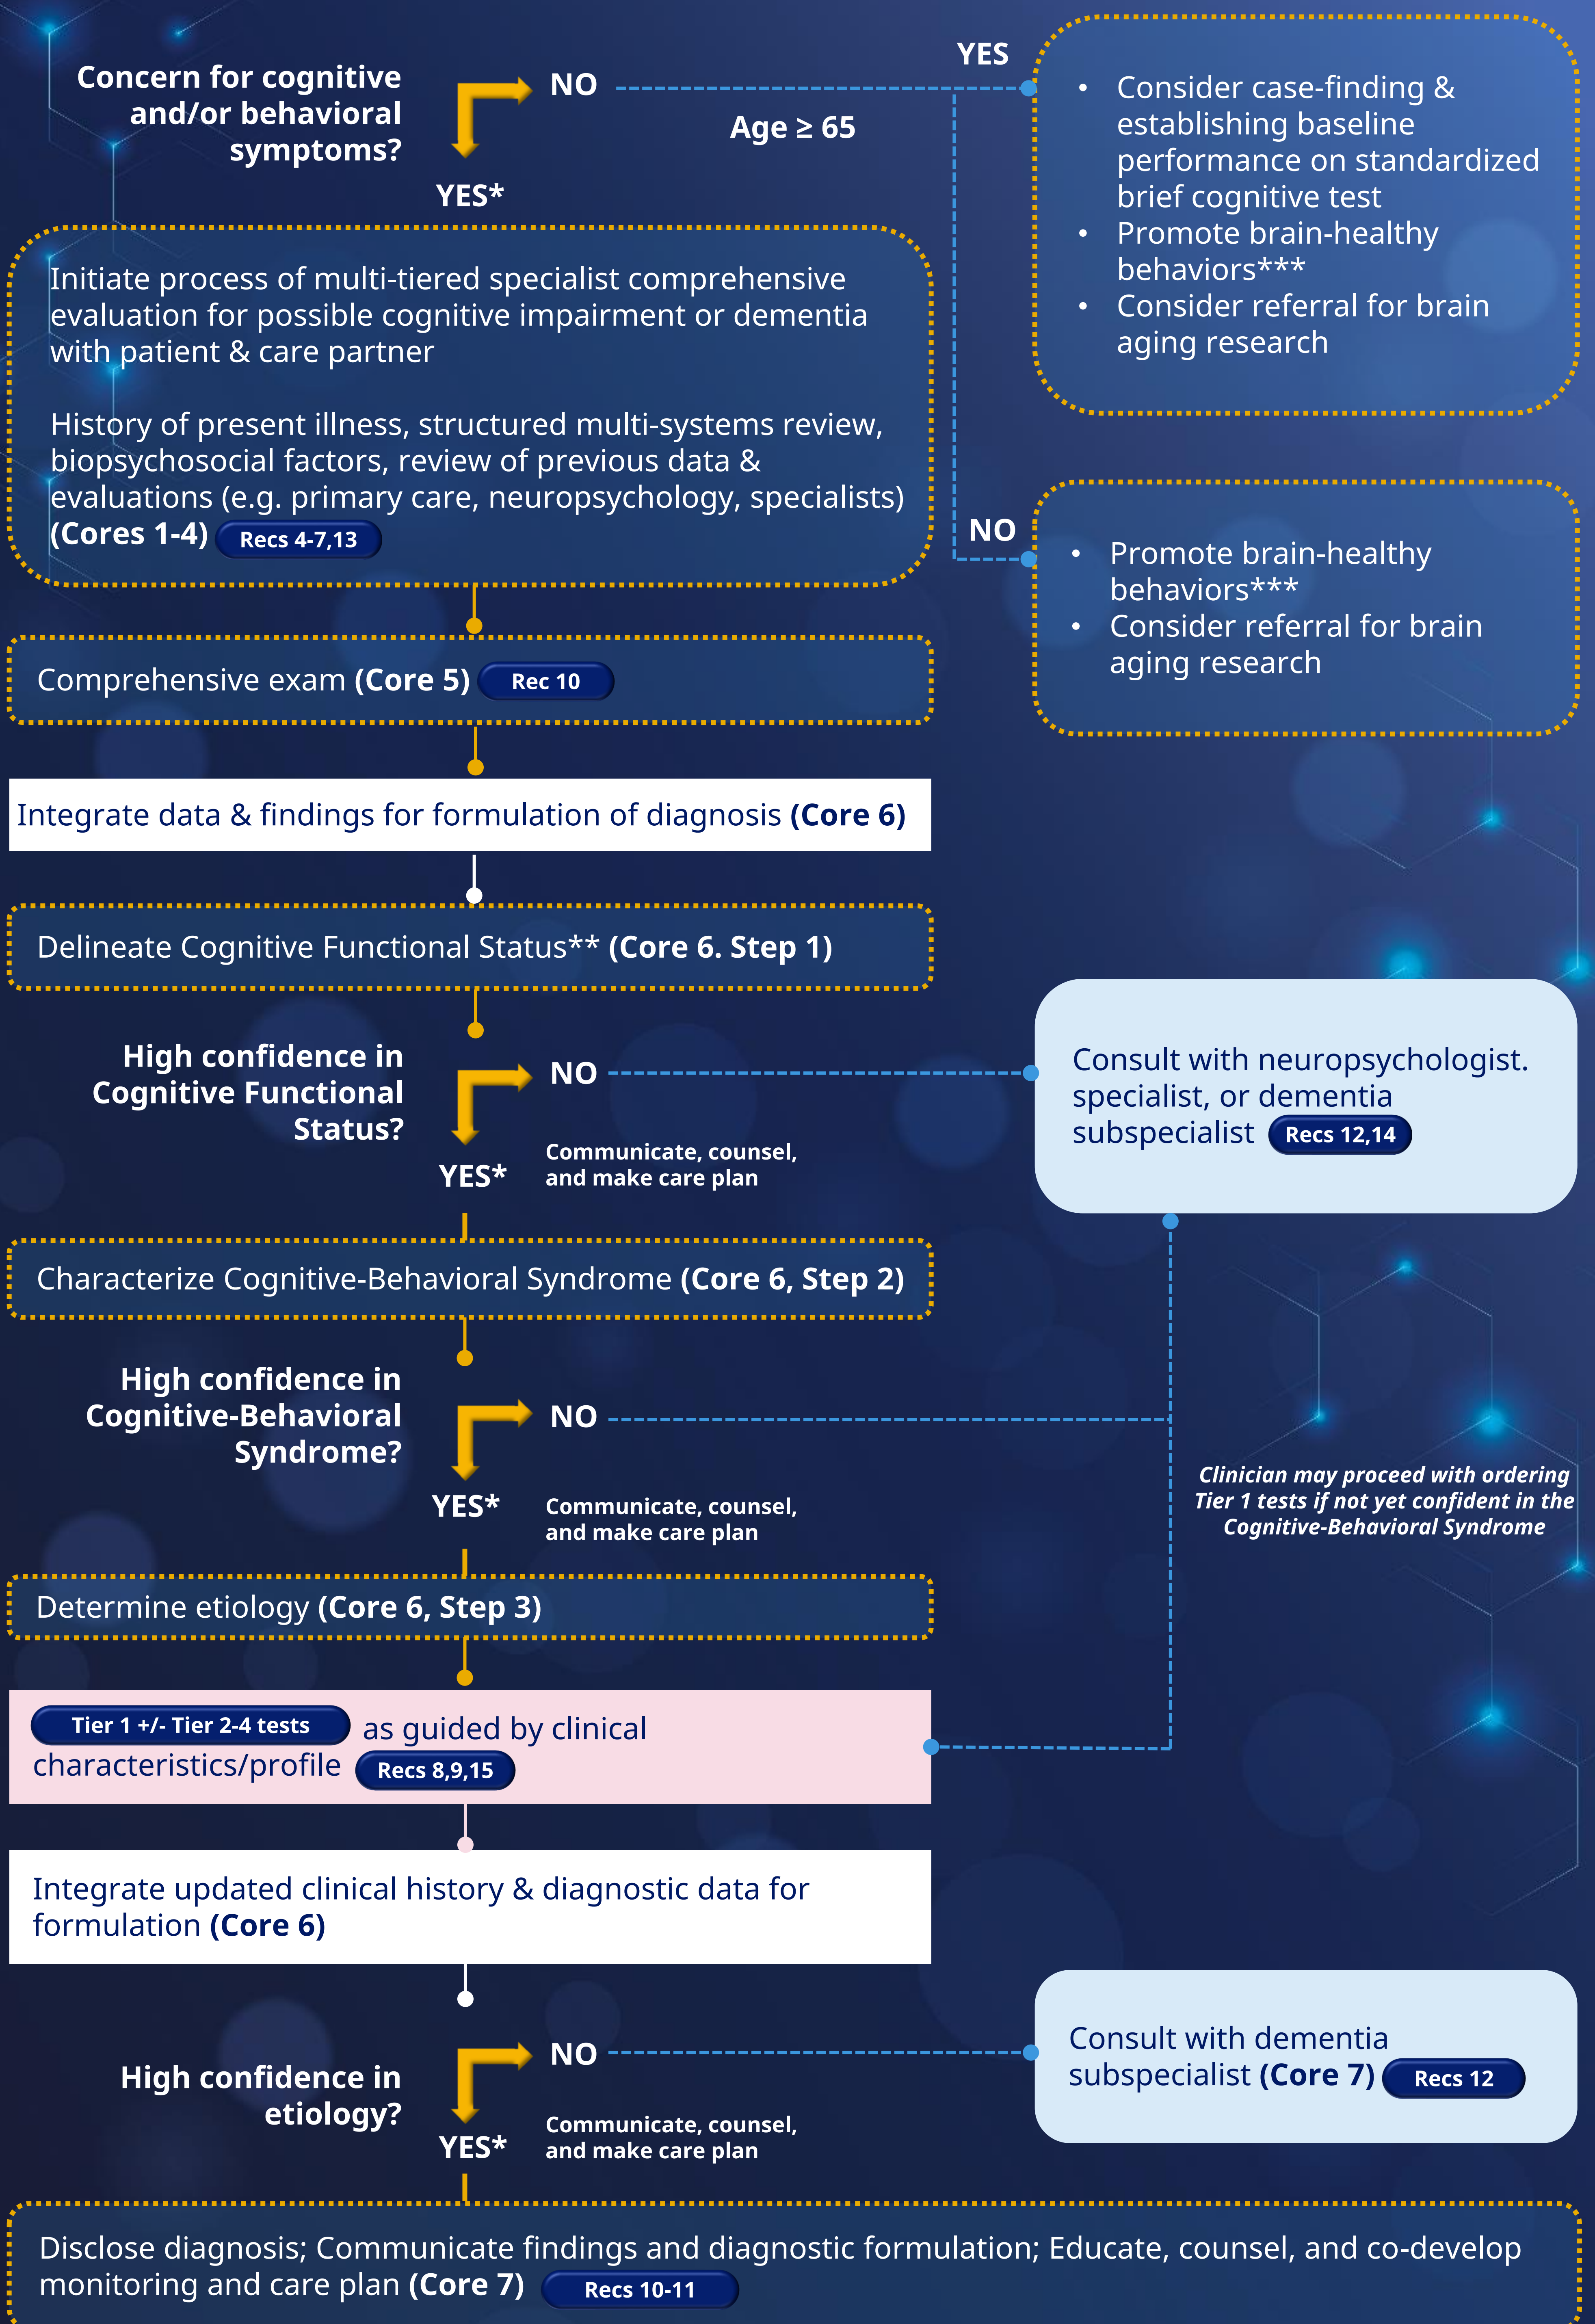 Concern for cognitive
and/or behavioral
symptoms?
NO
YES*
Age ≥ 65
YES
• Consider case-finding &
establishing baseline
performance on standardized
brief cognitive test
• Promote brain-healthy
behaviors***
• Consider referral for brain
aging research
NO
• Promote brain-healthy
behaviors***
• Consider referral for brain
aging research
Initiate process of multi-tiered specialist comprehensive
evaluation for possible cognitive impairment or dementia
with patient & care partner
History of present illness, structured multi-systems review,
biopsychosocial factors, review of previous data &
evaluations (e.g. primary care, neuropsychology, specialists)
(Cores 1-4) Recs 4-7,13
Comprehensive exam (Core 5) Rec 10
Integrate data & findings for formulation of diagnosis (Core 6)
Delineate Cognitive Functional Status** (Core 6. Step 1)
High confidence in
Cognitive Functional
Status?
NO
YES*
Communicate, counsel,
and make care plan
Consult with neuropsychologist.
specialist, or dementia
subspecialist Recs 12,14
Characterize Cognitive-Behavioral Syndrome (Core 6, Step 2)
High confidence in
Cognitive-Behavioral
Syndrome?
NO
YES*
Communicate, counsel,
and make care plan
Clinician may proceed with ordering
Tier 1 tests if not yet confident in the
Cognitive-Behavioral Syndrome
Determine etiology (Core 6, Step 3)
Tier 1 +/- Tier 2-4 tests as guided by clinical
characteristics/profile Recs 8,9,15
Integrate updated clinical history & diagnostic data for
formulation (Core 6)
High confidence in
etiology?
NO
YES*
Communicate, counsel,
and make care plan
Consult with dementia
subspecialist (Core 7) Recs 12
Disclose diagnosis; Communicate findings and diagnostic formulation; Educate, counsel, and co-develop
monitoring and care plan (Core 7) Recs 10-11